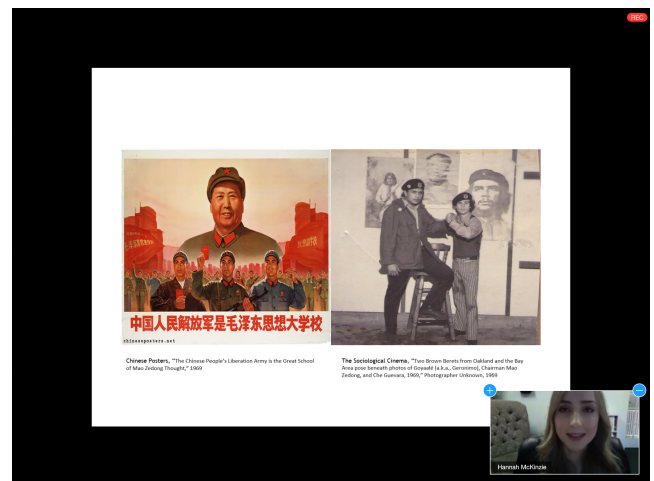 REC
中国人民解放军是毛泽东思想大学校
chineseposters.net
Chinese Posters, "The Chinese People's Liberation Army is the Great School
of Mao Zedong Thought," 1969
The Sociological Cinema, "Two Brown Berets from Oakland and the Bay
Area pose beneath photos of Goyaałé (a.k.a., Geronimo), Chairman Mao
Zedong, and Che Guevara, 1969," Photographer Unknown, 1969
Hannah McKinzie